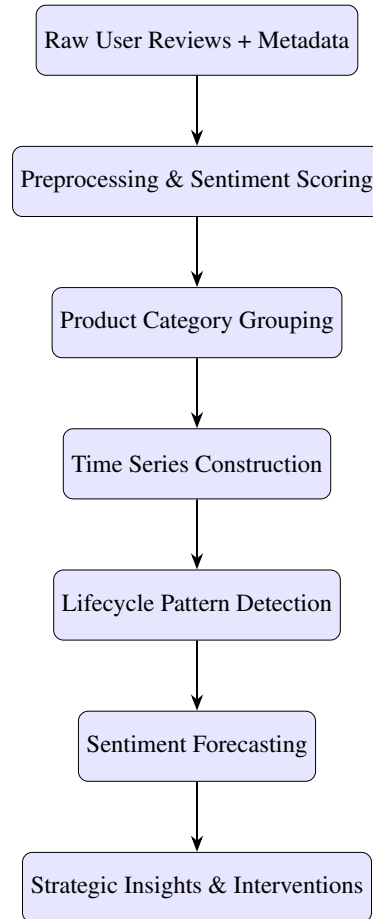 Raw User Reviews + Metadata
Preprocessing & Sentiment Scoring
Product Category Grouping
Time Series Construction
Lifecycle Pattern Detection
Sentiment Forecasting
Strategic Insights & Interventions